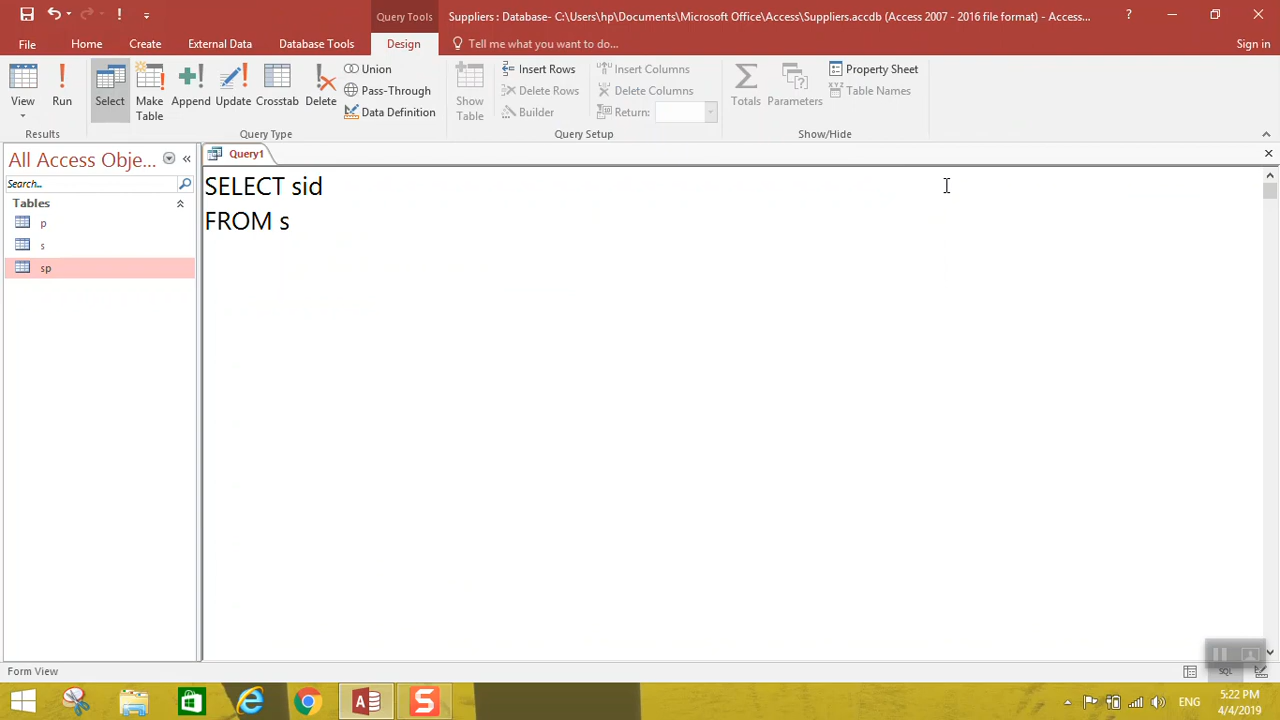 Query Tools
Suppliers : Database- C:\Users\hp\Documents\Microsoft Office\Access\Suppliers.accdb (Access 2007 - 2016 file format) - Access...
File
Home
Create
External Data
Database Tools
Design
Tell me what you want to do...
Sign in
View
Run
Select
Make Table
Append
Update
Crosstab
Delete
Union
Pass-Through
Data Definition
Show Table
Insert Rows
Delete Rows
Builder
Insert Columns
Delete Columns
Return:
Totals
Parameters
Property Sheet
Table Names
Results
Query Type
Query Setup
Show/Hide
All Access Obje...
Search..
Tables
p
s
sp
Query1
SELECT sid
FROM s
Form View
SQL
ENG
5:22 PM
4/4/2019